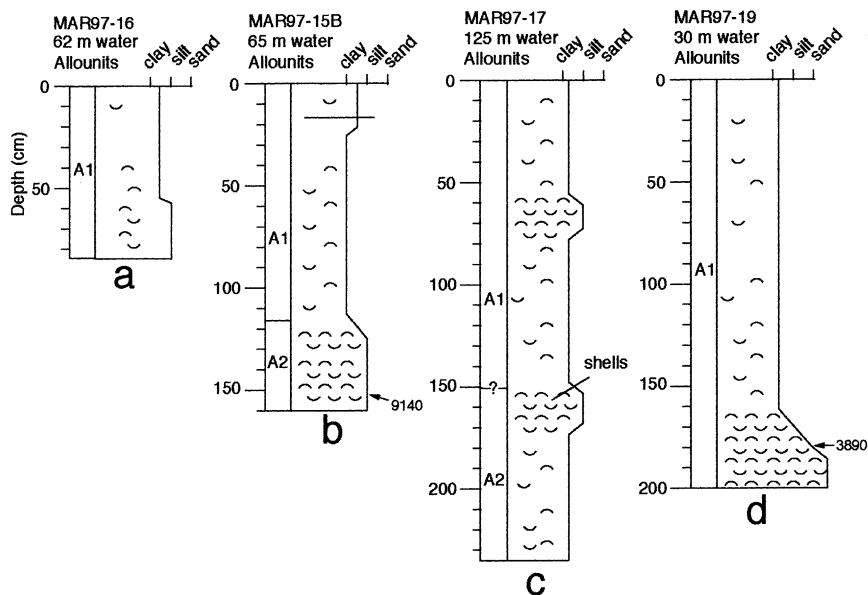 MAR97-16
62 m water
Allounits
clay
silt
sand
Depth (cm)
0
50
A1
a
MAR97-15B
65 m water
Allounits
clay
silt
sand
0
50
100
150
A1
A2
9140
b
MAR97-17
125 m water
Allounits
clay
silt
sand
0
50
100
150
200
A1
?
A2
shells
c
MAR97-19
30 m water
Allounits
clay
silt
sand
0
50
100
150
200
A1
3890
d